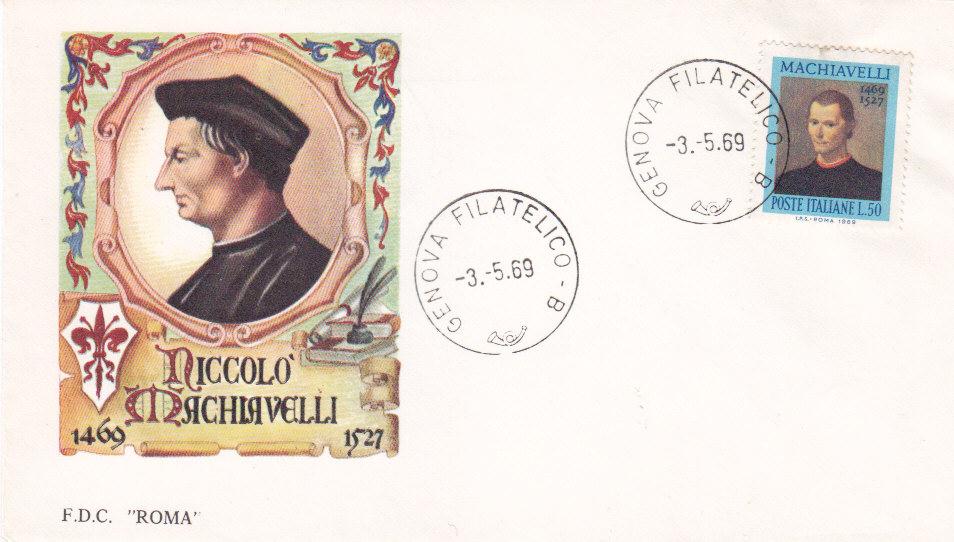 NICCOLO'
MACHIAVELLI
1469 1527
F.D.C. "ROMA"
GENOVA FILATELICO - B
-3.-5.69
GENOVA FILATELICO - B
-3.-5.69
MACHIAVELLI
1469
1527
POSTE ITALIANE L.50
I.P.S.-ROMA 1969